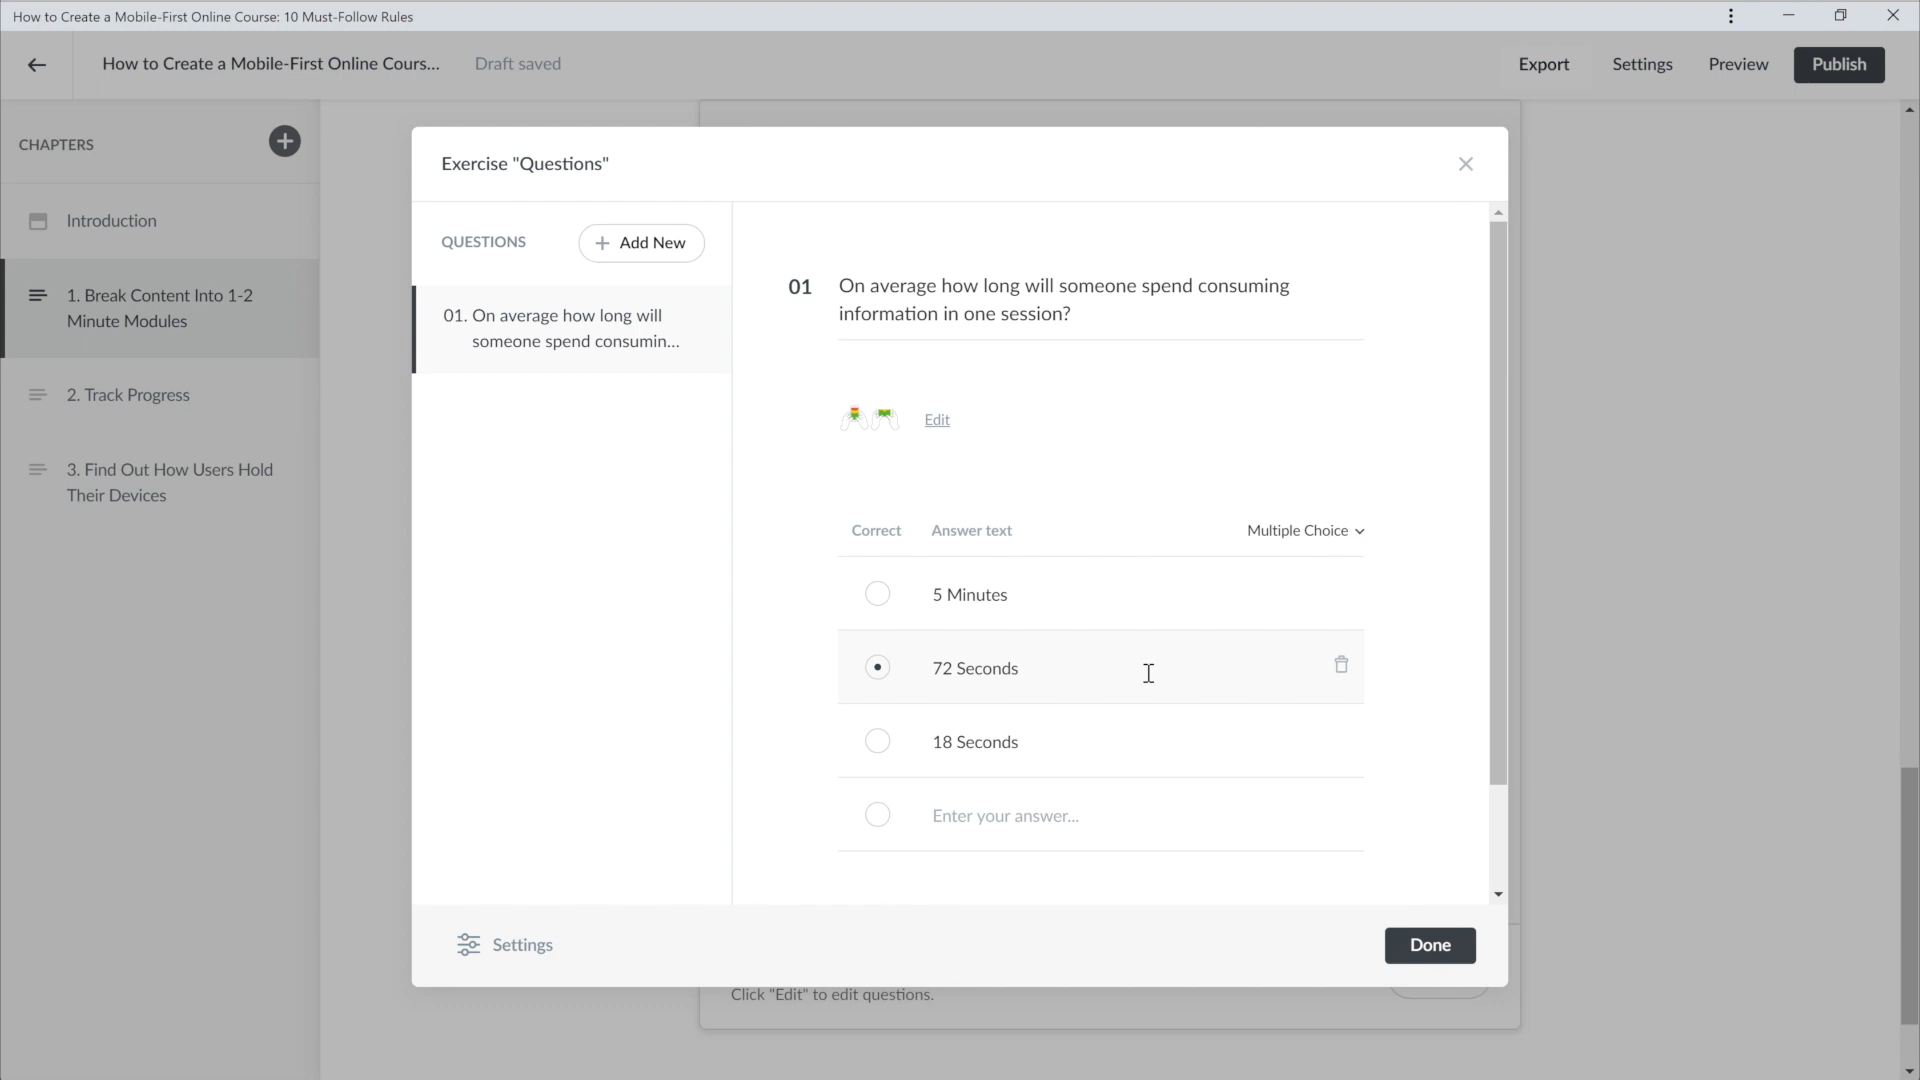 How to Create a Mobile-First Online Course: 10 Must-Follow Rules
How to Create a Mobile-First Online Cours...
Draft saved
Export
Settings
Preview
Publish
CHAPTERS
Introduction
1. Break Content Into 1-2
Minute Modules
2. Track Progress
3. Find Out How Users Hold
Their Devices
Exercise "Questions"
QUESTIONS
Add New
01. On average how long will
someone spend consumin...
01 On average how long will someone spend consuming
information in one session?
Edit
Correct
Answer text
Multiple Choice
5 Minutes
72 Seconds
18 Seconds
Enter your answer...
Settings
Done
Click "Edit" to edit questions.